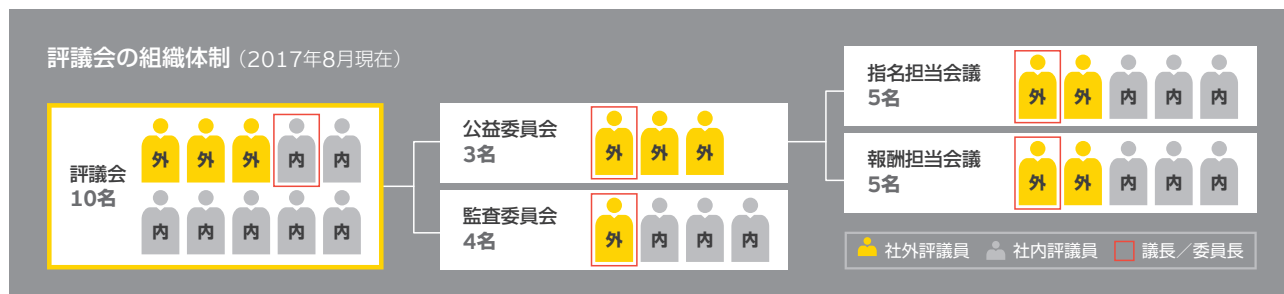 評議会の組織体制（2017年8月現在）
評議会
10名
外 外 外 内 内
内 内 内 内 内
公益委員会
3名
外 外 外
監査委員会
4名
外 内 内 内
指名担当会議
5名
外 外 内 内 内
報酬担当会議
5名
外 外 内 内 内
社外評議員 社内評議員 議長／委員長